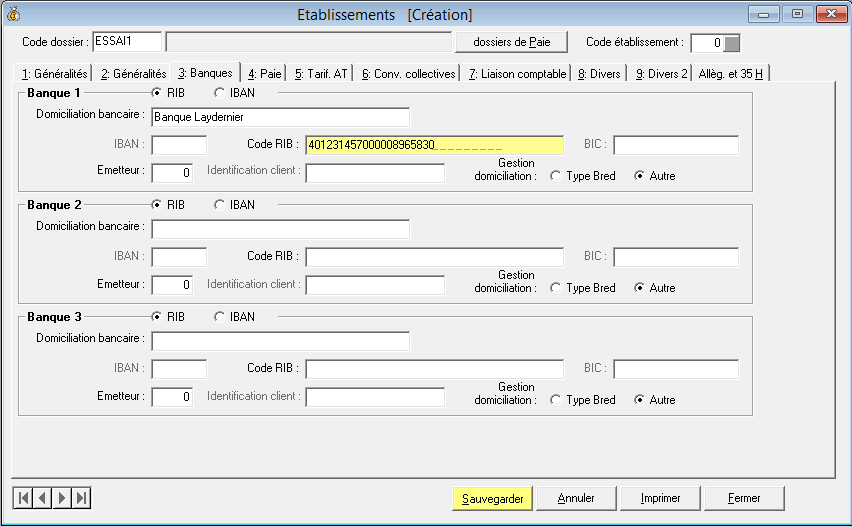 Etablissements [Création]
Code dossier : ESSAI1 dossiers de Paie Code établissement : 0
1: Généralités 2: Généralités 3: Banques 4: Paie 5: Tarif. AT 6: Conv. collectives 7: Liaison comptable 8: Divers 9: Divers 2 Allèg. et 35 H
Banque 1 RIB IBAN
Domiciliation bancaire : Banque Laydernier
IBAN : Code RIB : 401231457000008965830_ _ _ _ _ _ _ _ _ BIC :
Emetteur : 0 Identification client : Gestion domiciliation : Type Bred Autre
Banque 2 RIB IBAN
Domiciliation bancaire :
IBAN : Code RIB : BIC :
Emetteur : 0 Identification client : Gestion domiciliation : Type Bred Autre
Banque 3 RIB IBAN
Domiciliation bancaire :
IBAN : Code RIB : BIC :
Emetteur : 0 Identification client : Gestion domiciliation : Type Bred Autre
Sauvegarder Annuler Imprimer Fermer